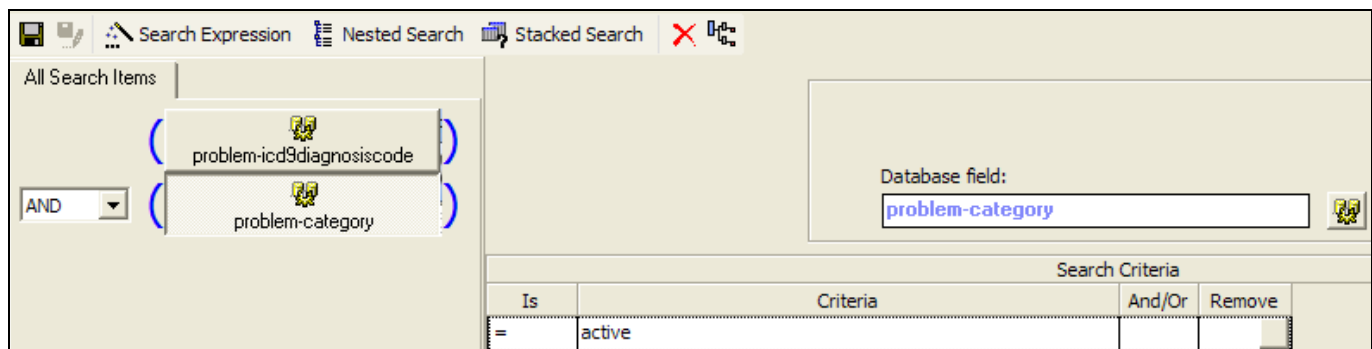 Search Expression Nested Search Stacked Search
All Search Items
( problem-icd9diagnosiscode )
AND ( problem-category )
Database field:
problem-category
Search Criteria
Is Criteria And/Or Remove
= active